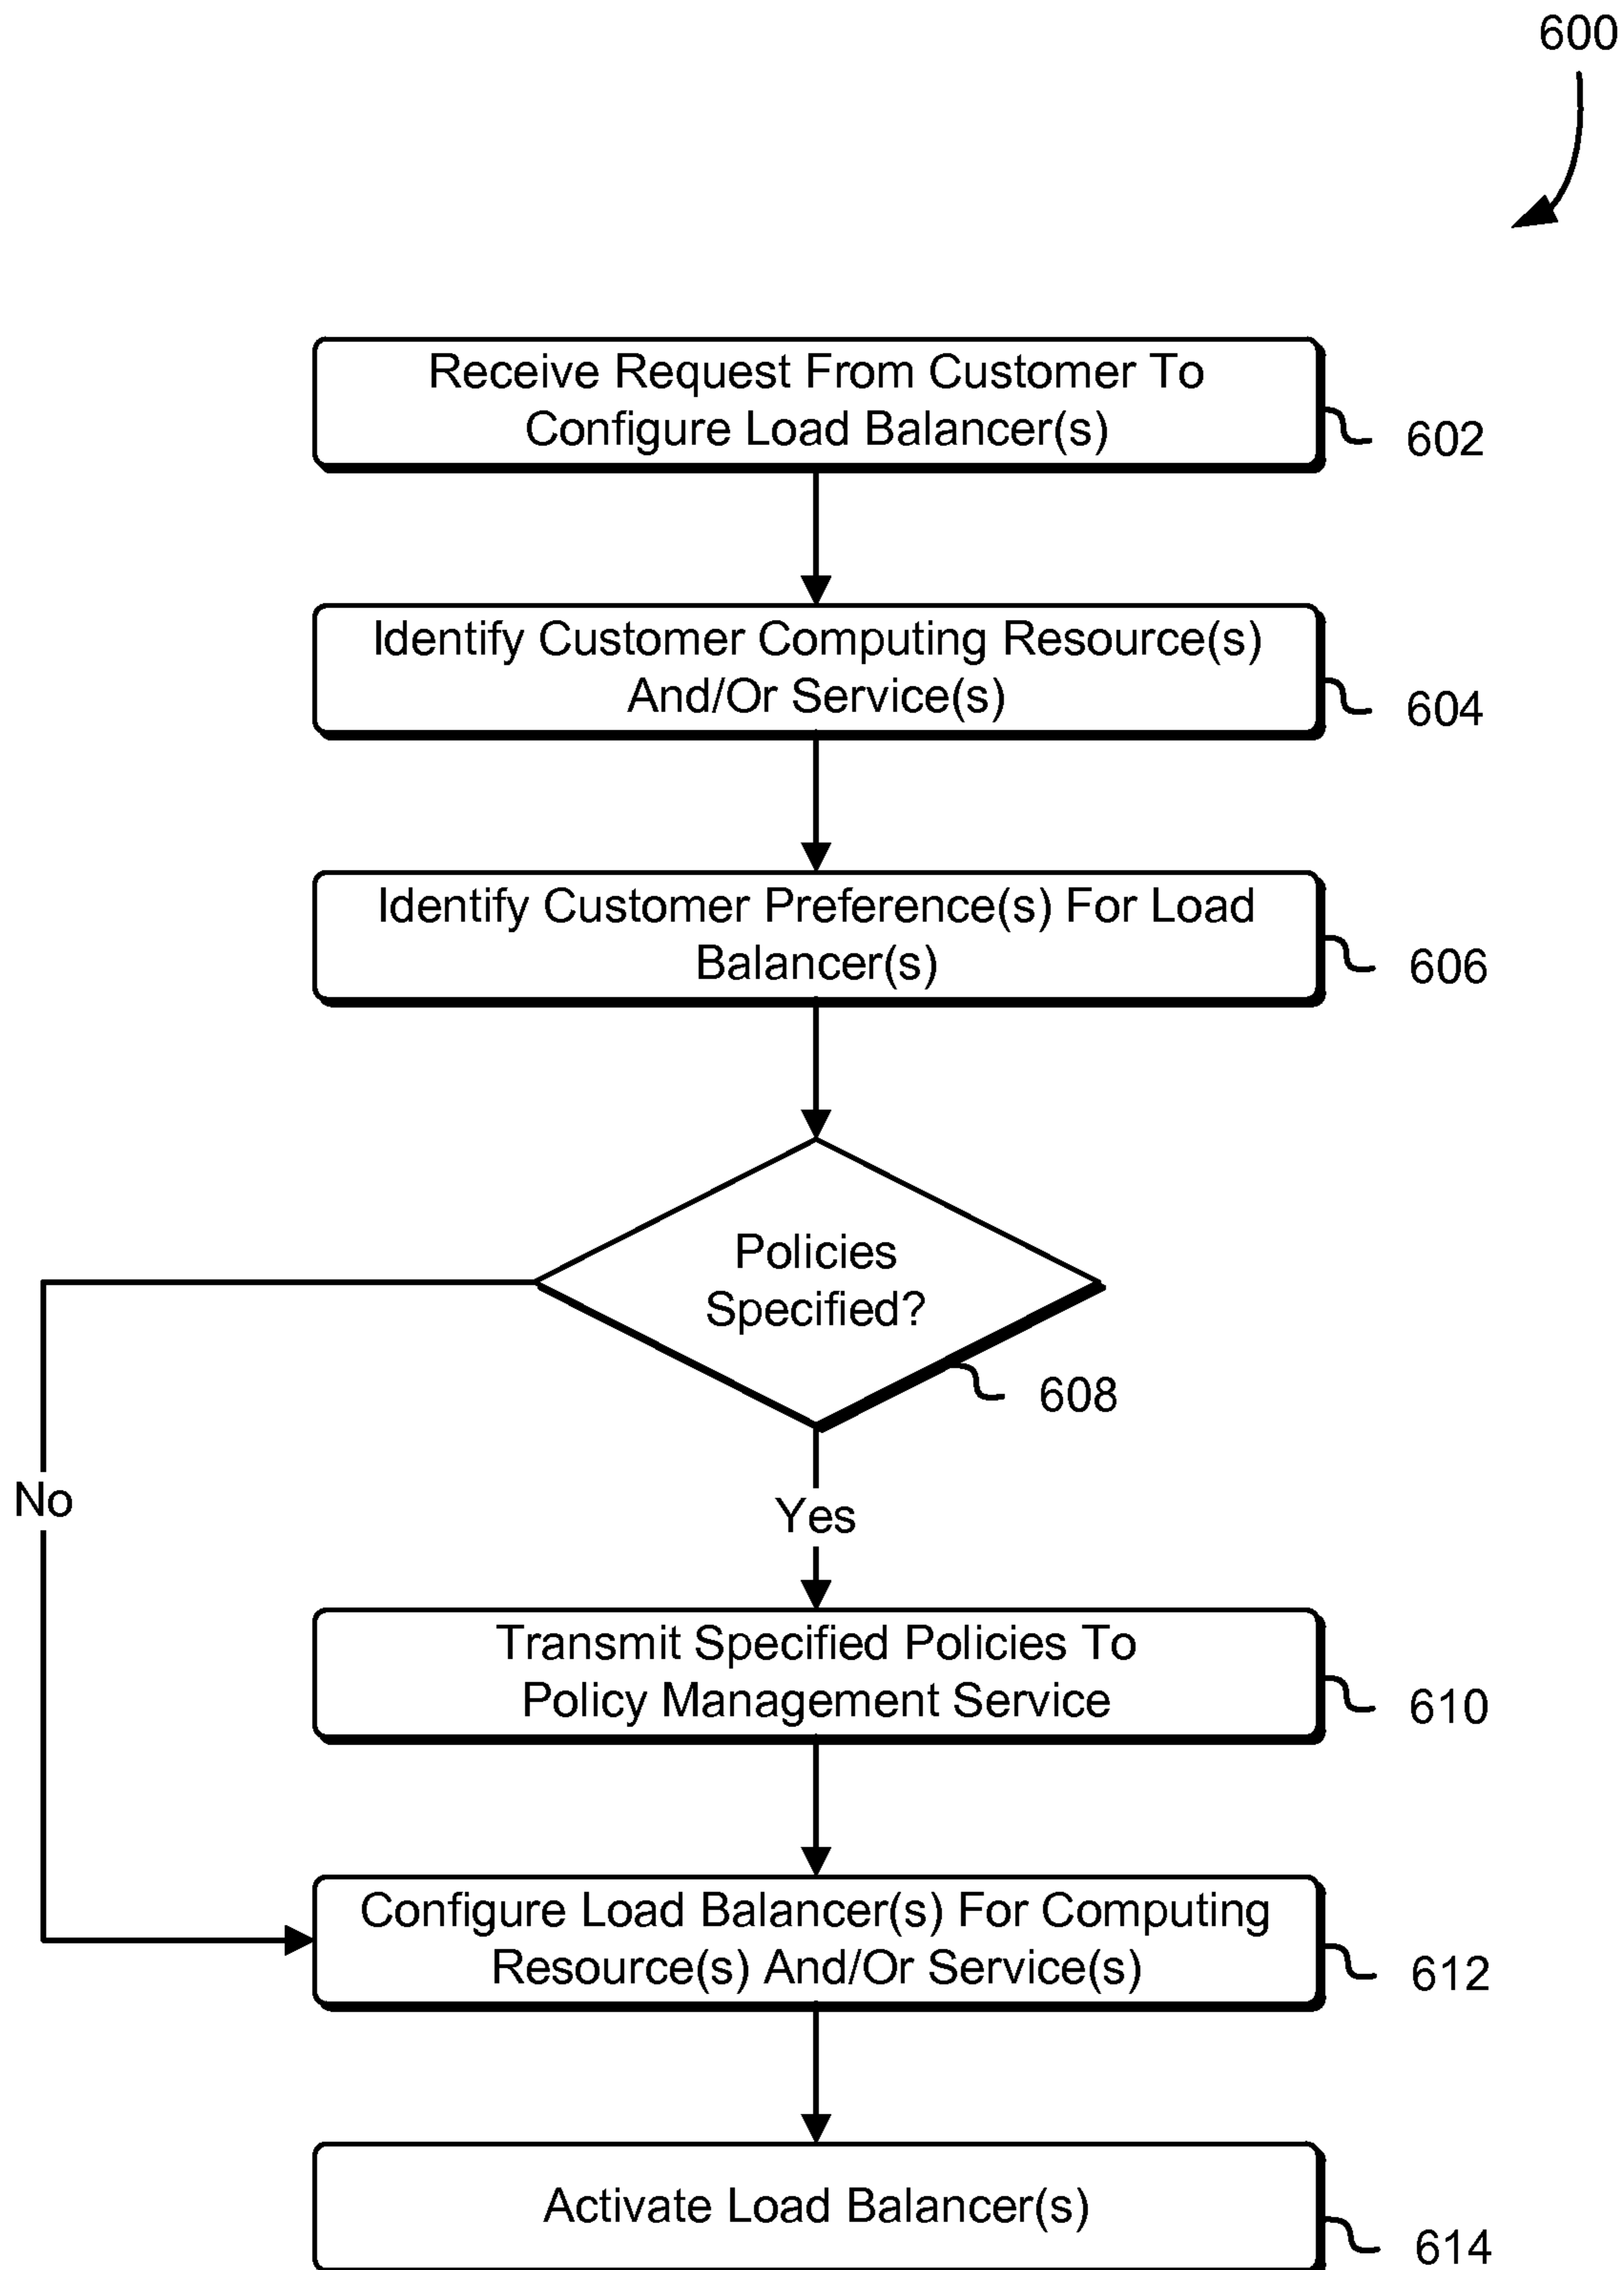 600
Receive Request From Customer To
Configure Load Balancer(s)
602
Identify Customer Computing Resource(s)
And/Or Service(s)
604
Identify Customer Preference(s) For Load
Balancer(s)
606
Policies
Specified?
608
No
Yes
Transmit Specified Policies To
Policy Management Service
610
Configure Load Balancer(s) For Computing
Resource(s) And/Or Service(s)
612
Activate Load Balancer(s)
614